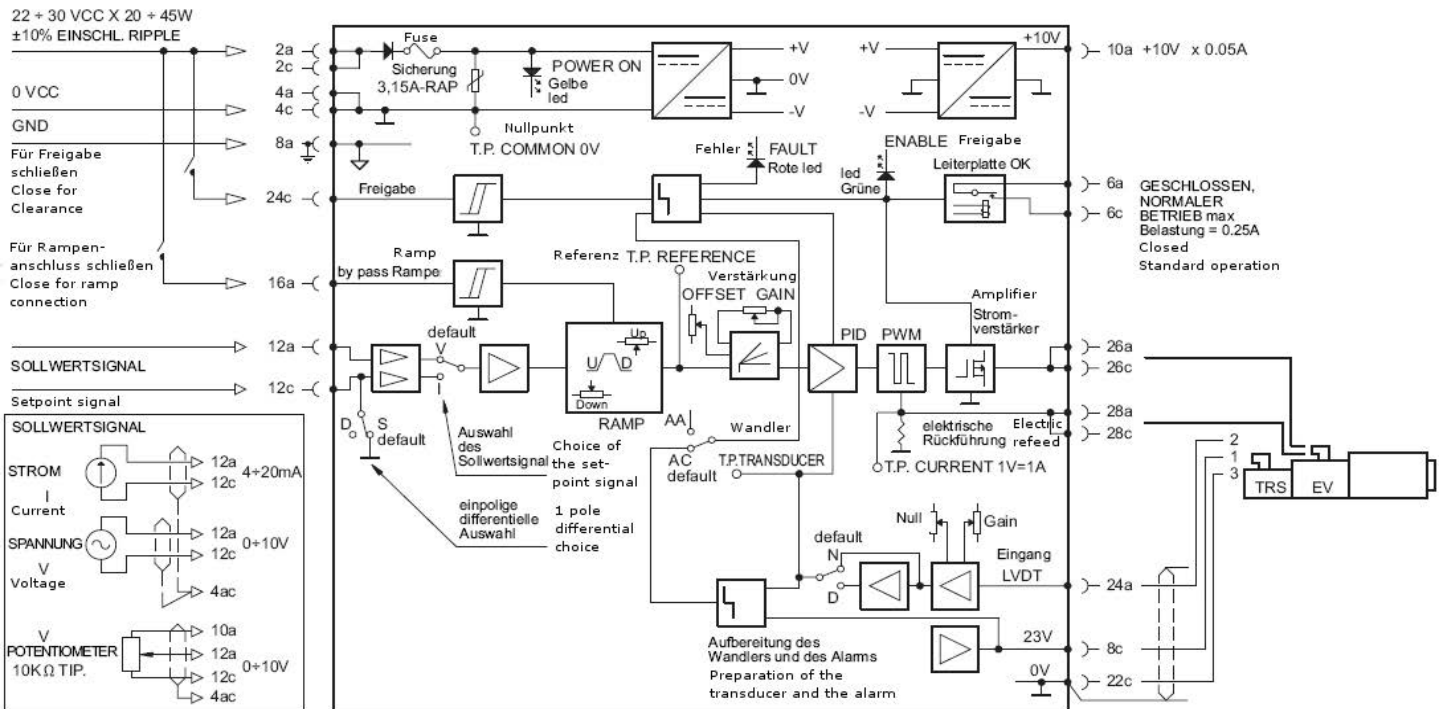 22 ÷ 30 VCC X 20 ÷ 45W
±10% EINSCHL. RIPPLE
0 VCC
GND
Für Freigabe
schließen
Close for
Clearance
Für Rampen-
anschluss schließen
Close for ramp
connection
SOLLWERTSIGNAL
Setpoint signal
2a
2c
4a
4c
8a
24c
16a
12a
12c
Fuse
Sicherung
3,15A-RAP
POWER ON
Gelbe
led
Nullpunkt
T.P. COMMON 0V
+V
0V
-V
+V
-V
+10V
10a +10V x 0.05A
Fehler
FAULT
Rote led
ENABLE Freigabe
led
Grüne
Leiterplatte OK
6a
6c
GESCHLOSSEN,
NORMALER
BETRIEB max
Belastung = 0.25A
Closed
Standard operation
Freigabe
Ramp
by pass Rampe
Referenz T.P. REFERENCE
Verstärkung
OFFSET GAIN
PID
PWM
Amplifier
Strom-
verstärker
default
V
I
D
S
default
Up
U/D
Down
RAMP
26a
26c
28a
28c
Auswahl
des
Sollwertsignal
Choice of
the set-
point signal
einpolige
differentielle
Auswahl
1 pole
differential
choice
AA
AC
default
Wandler
T.P.TRANSDUCER
elektrische
Rückführung
Electric
refeed
T.P. CURRENT 1V=1A
2
1
3
TRS
EV
Null
Gain
default
N
D
Eingang
LVDT
24a
23V
8c
0V
22c
Aufbereitung des
Wandlers und des Alarms
Preparation of the
transducer and the alarm
SOLLWERTSIGNAL
STROM
I
Current
12a
12c
4÷20mA
SPANNUNG
V
Voltage
12a
12c
0÷10V
4ac
V
POTENTIOMETER
10KΩ TIP.
10a
12a
12c
0÷10V
4ac